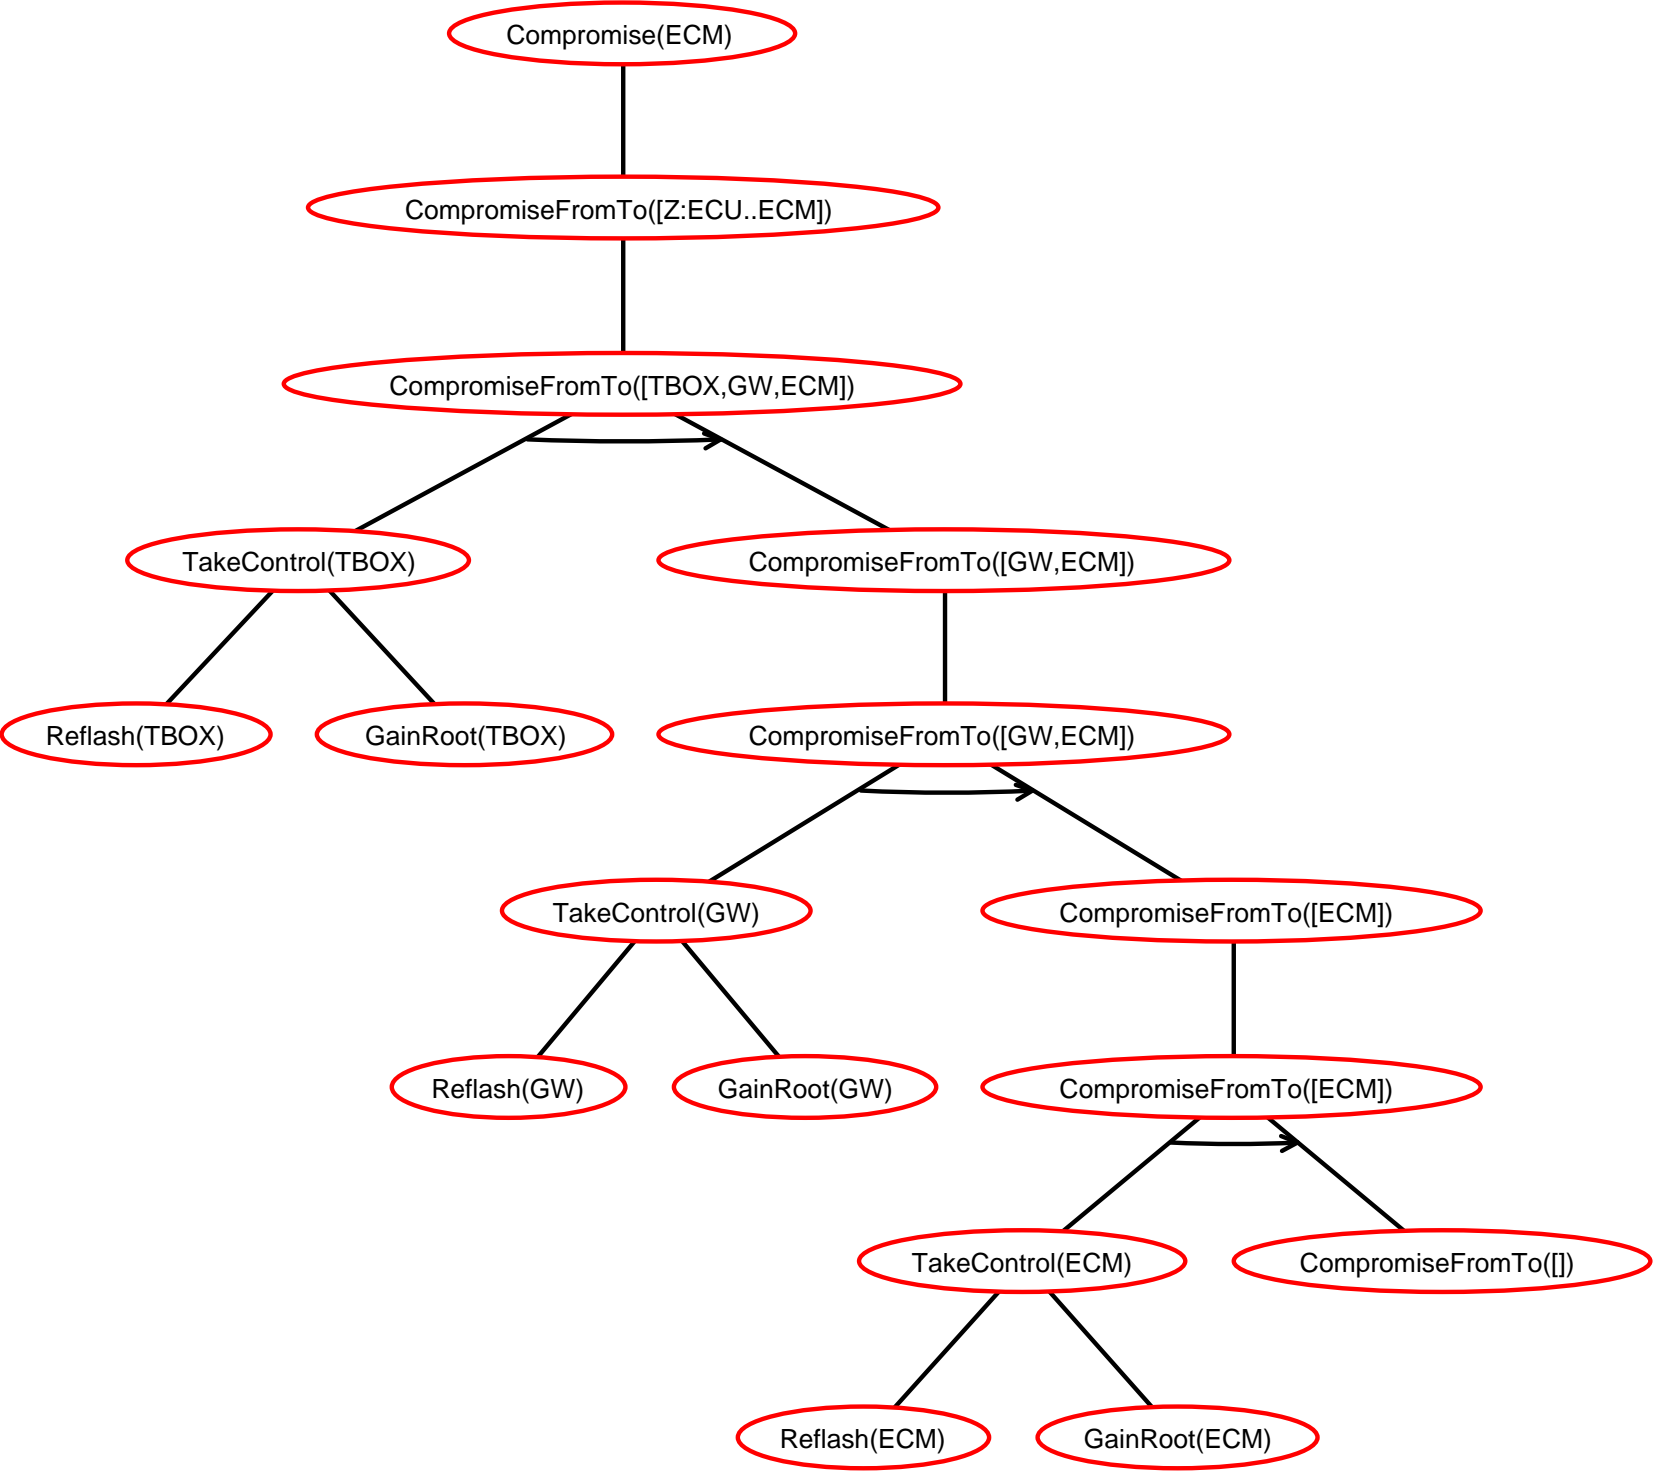 Compromise(ECM)
CompromiseFromTo([Z:ECU..ECM])
CompromiseFromTo([TBOX,GW,ECM])
TakeControl(TBOX)
CompromiseFromTo([GW,ECM])
Reflash(TBOX)
GainRoot(TBOX)
CompromiseFromTo([GW,ECM])
TakeControl(GW)
CompromiseFromTo([ECM])
Reflash(GW)
GainRoot(GW)
CompromiseFromTo([ECM])
TakeControl(ECM)
CompromiseFromTo([])
Reflash(ECM)
GainRoot(ECM)